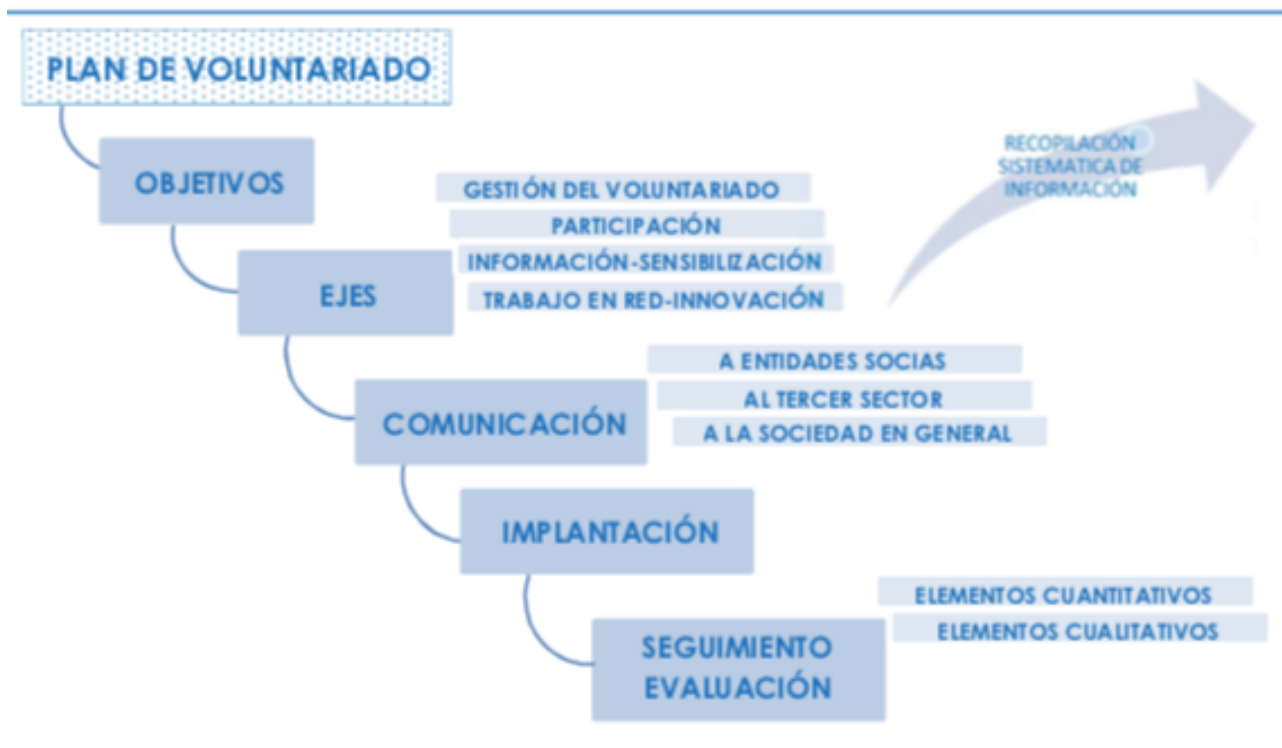 PLAN DE VOLUNTARIADO
OBJETIVOS
GESTIÓN DEL VOLUNTARIADO
PARTICIPACIÓN
INFORMACIÓN-SENSIBILIZACIÓN
TRABAJO EN RED-INNOVACIÓN
EJES
RECOPILACIÓN
SISTEMATICA DE
INFORMACIÓN
A ENTIDADES SOCIAS
AL TERCER SECTOR
A LA SOCIEDAD EN GENERAL
COMUNICACIÓN
IMPLANTACIÓN
ELEMENTOS CUANTITATIVOS
ELEMENTOS CUALITATIVOS
SEGUIMIENTO
EVALUACIÓN